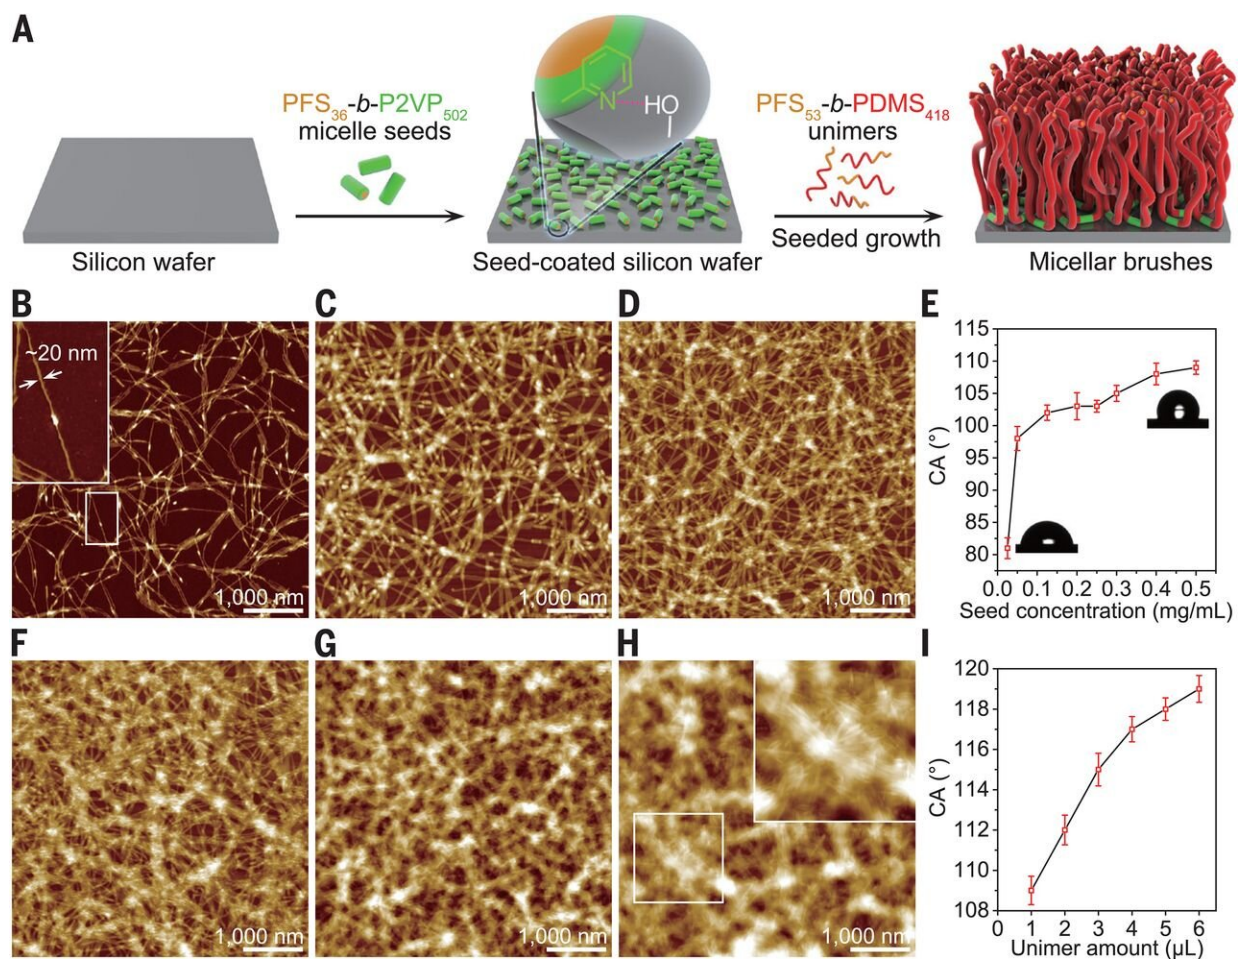 A
PFS36-b-P2VP502
micelle seeds
N
HO
PFS53-b-PDMS418
unimers
Seeded growth
Silicon wafer
Seed-coated silicon wafer
Micellar brushes
B
~20 nm
1,000 nm
C
1,000 nm
D
1,000 nm
E
115
110
105
100
95
90
85
80
CA (°)
0.0 0.1 0.2 0.3 0.4 0.5
Seed concentration (mg/mL)
F
1,000 nm
G
1,000 nm
H
1,000 nm
I
120
118
116
114
112
110
108
CA (°)
0 1 2 3 4 5 6
Unimer amount (µL)